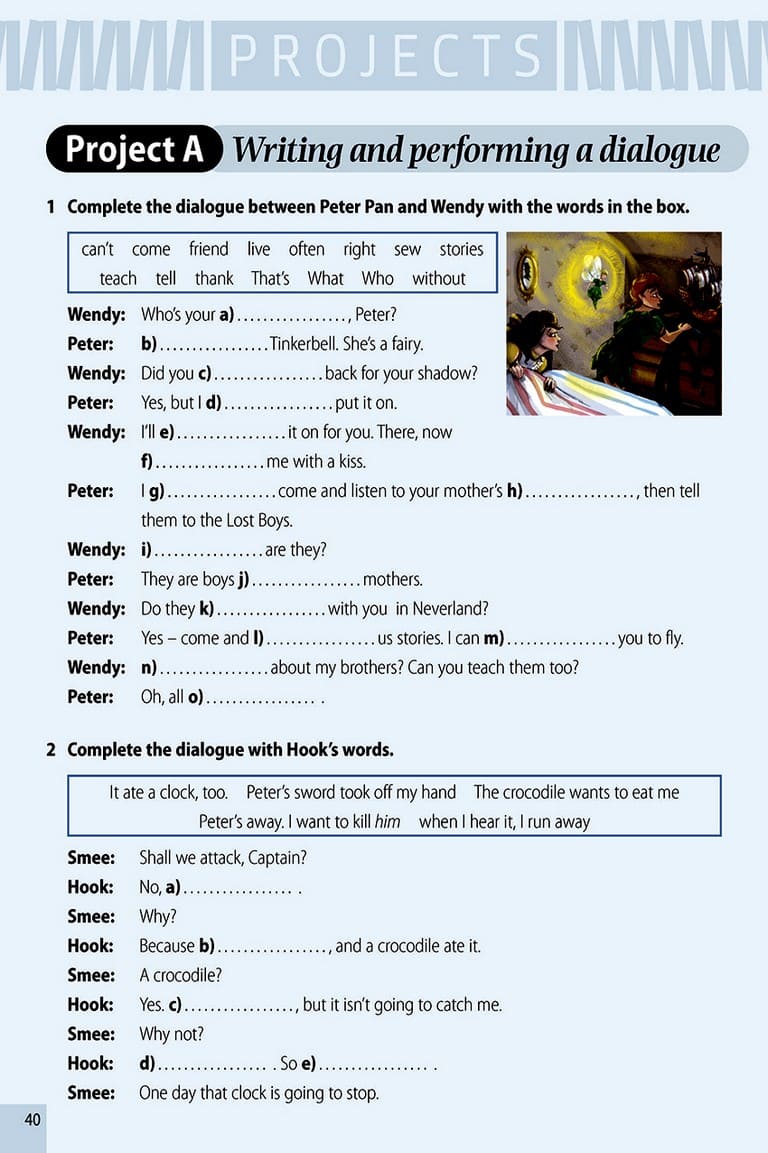 PROJECTS
Project A Writing and performing a dialogue
1 Complete the dialogue between Peter Pan and Wendy with the words in the box.
can't come friend live often right sew stories
teach tell thank That's What Who without
Wendy: Who's your a) ................. , Peter?
Peter: b) ................. Tinkerbell. She's a fairy.
Wendy: Did you c) ................. back for your shadow?
Peter: Yes, but I d) ................. put it on.
Wendy: I'll e) ................. it on for you. There, now
f) ................. me with a kiss.
Peter: I g) ................. come and listen to your mother's h) ................. , then tell
them to the Lost Boys.
Wendy: i) ................. are they?
Peter: They are boys j) ................. mothers.
Wendy: Do they k) ................. with you in Neverland?
Peter: Yes – come and l) ................. us stories. I can m) ................. you to fly.
Wendy: n) ................. about my brothers? Can you teach them too?
Peter: Oh, all o) ................. .
2 Complete the dialogue with Hook's words.
It ate a clock, too. Peter's sword took off my hand The crocodile wants to eat me
Peter's away. I want to kill him when I hear it, I run away
Smee: Shall we attack, Captain?
Hook: No, a) ................. .
Smee: Why?
Hook: Because b) ................. , and a crocodile ate it.
Smee: A crocodile?
Hook: Yes. c) ................. , but it isn't going to catch me.
Smee: Why not?
Hook: d) ................. . So e) ................. .
Smee: One day that clock is going to stop.
40